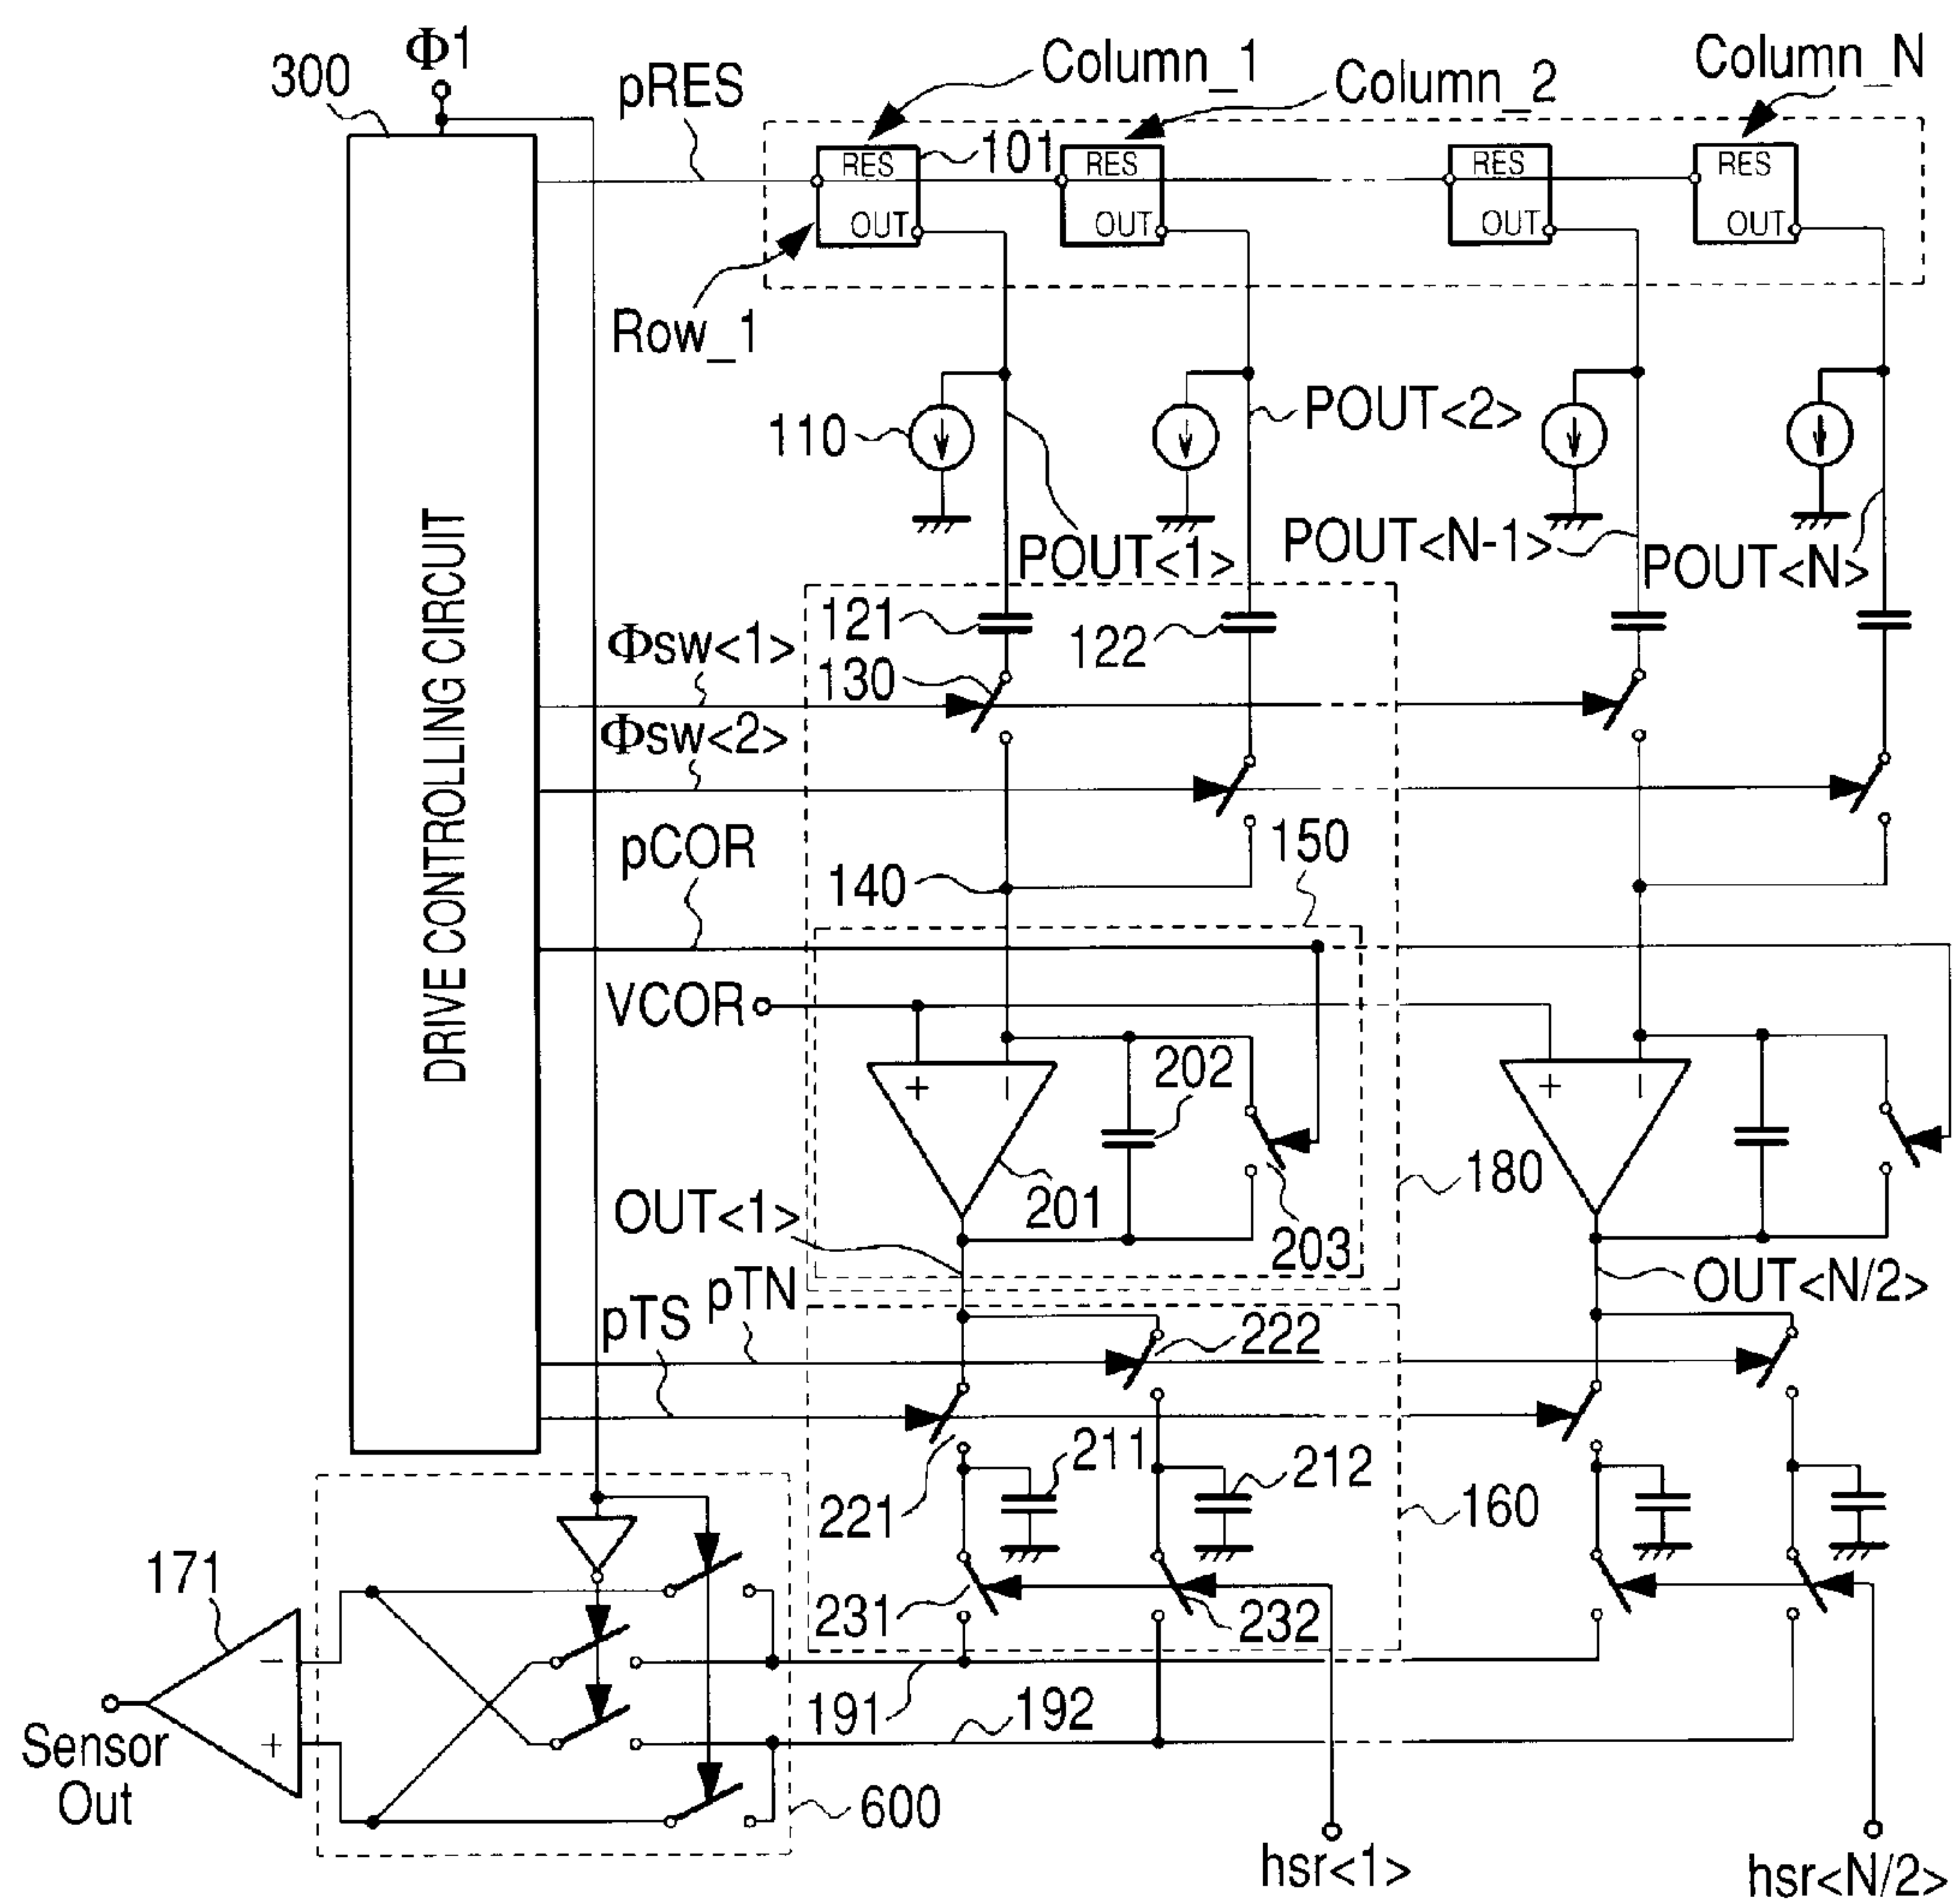 Φ1
300
pRES
Column_1
Column_2
Column_N
RES
OUT
101
RES
OUT
RES
OUT
RES
OUT
Row_1
110
POUT<1>
POUT<2>
POUT<N-1>
POUT<N>
DRIVE CONTROLLING CIRCUIT
121
122
Φsw<1>
130
Φsw<2>
150
pCOR
140
VCOR
+
−
202
201
203
180
+
−
OUT<1>
OUT<N/2>
pTN
pTS
222
221
211
212
160
231
232
171
−
+
Sensor
Out
191
192
600
hsr<1>
hsr<N/2>